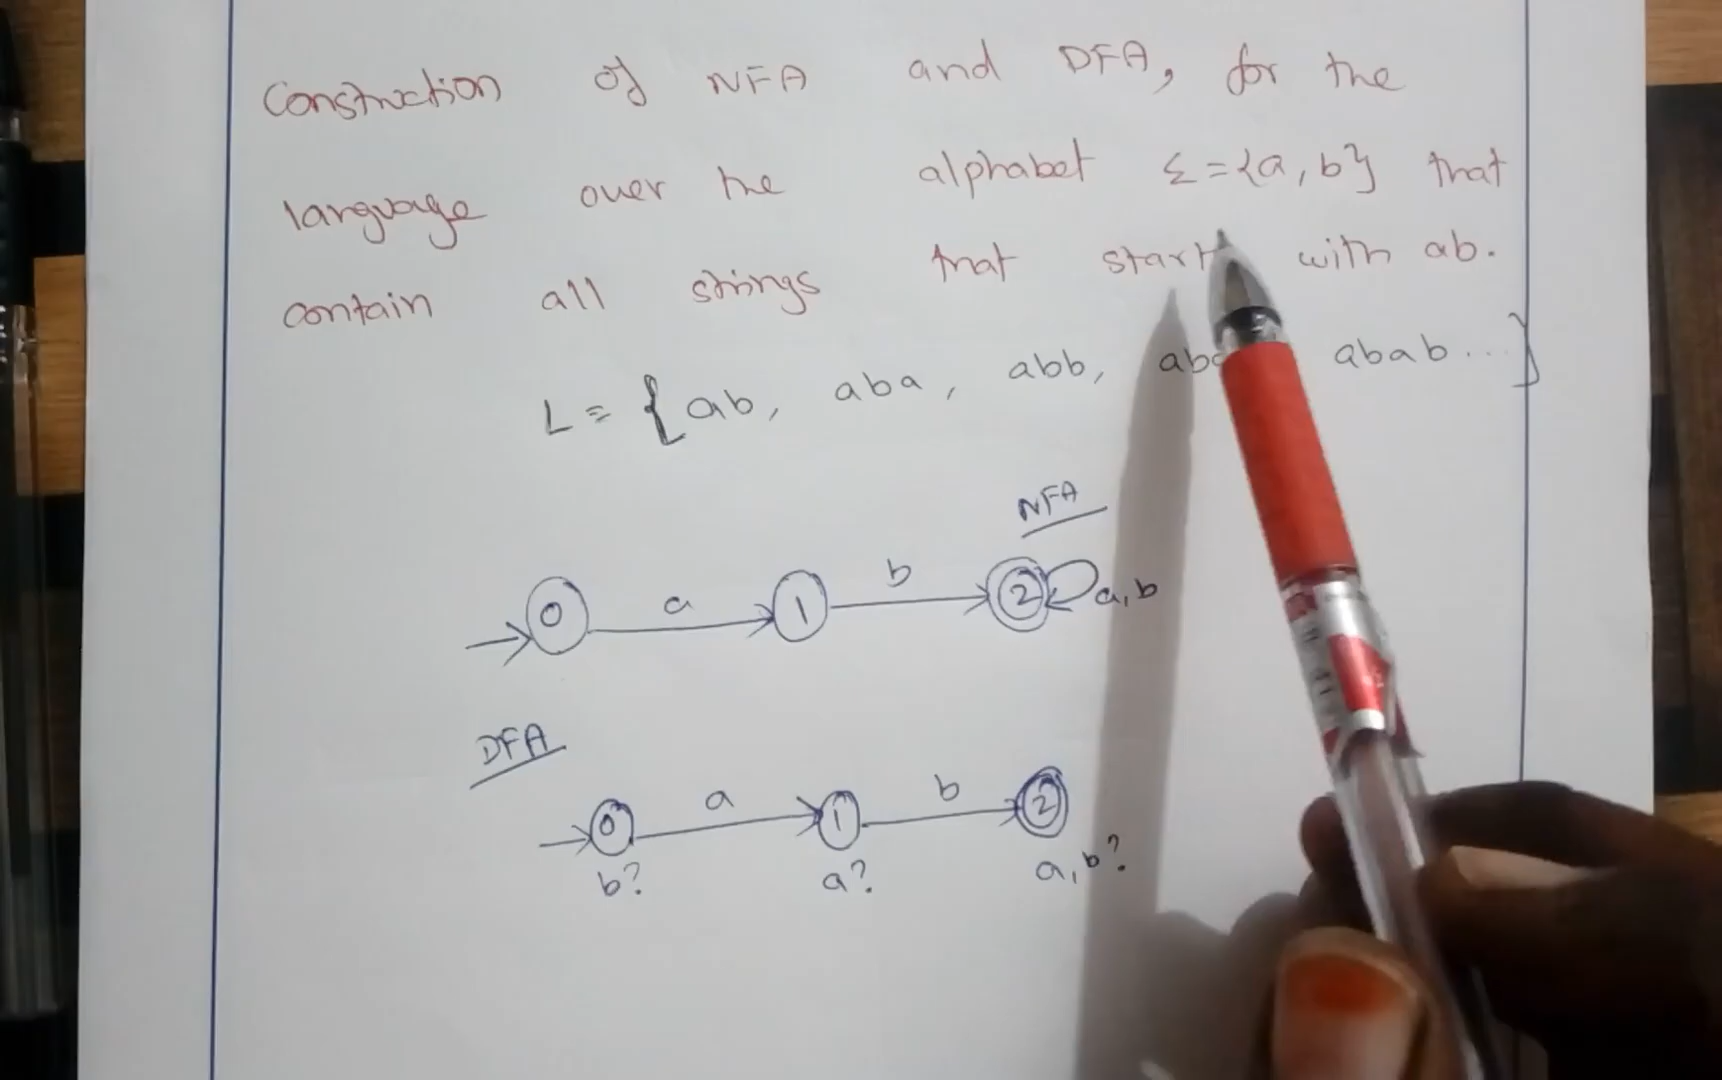 Construction of NFA and DFA, for the
language over the alphabet Σ = {a, b} that
contain all strings that start with ab.
L = { ab, aba, abb, abab ... }
NFA
0 a 1 b 2 a,b
DFA
0 a 1 b 2
b? a? a,b?